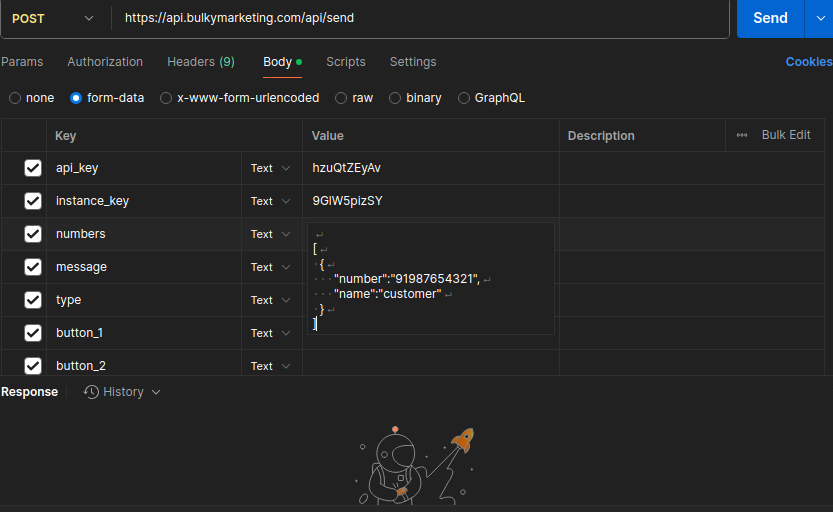 POST https://api.bulkymarketing.com/api/send Send
Params Authorization Headers (9) Body Scripts Settings Cookies
none form-data x-www-form-urlencoded raw binary GraphQL
Key Value Description Bulk Edit
api_key Text hzuQtZEyAv
instance_key Text 9GlW5pizSY
numbers Text
[
{
"number":"91987654321",
"name":"customer"
}
]
message Text
type Text
button_1 Text
button_2 Text
Response History